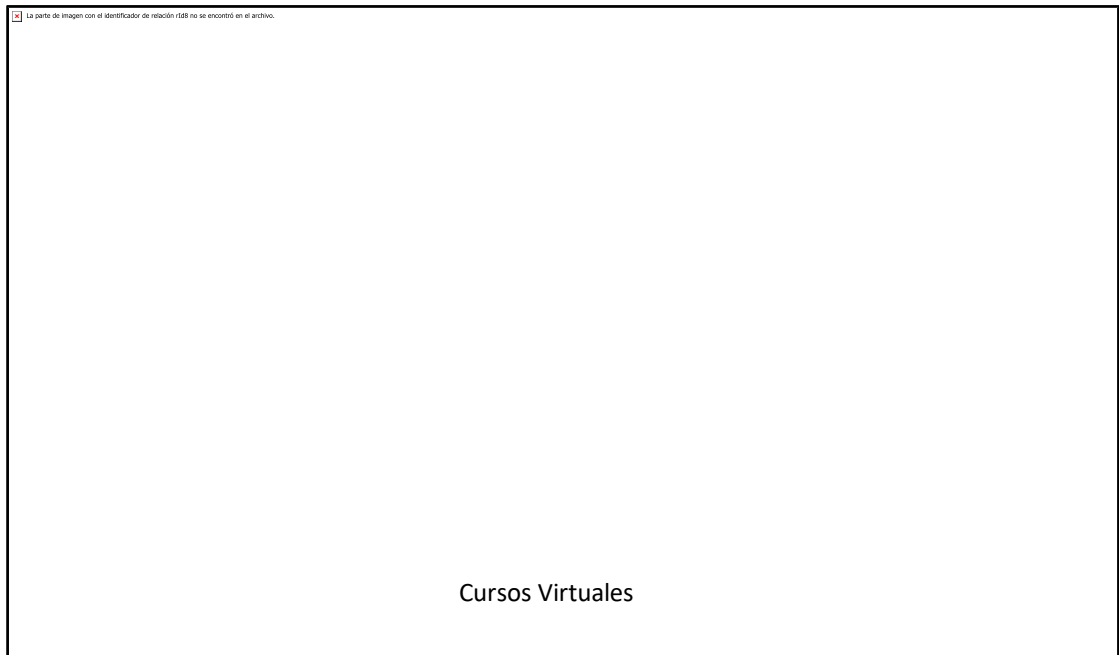 La parte de imagen con el identificador de relación rId8 no se encontró en el archivo.
Cursos Virtuales